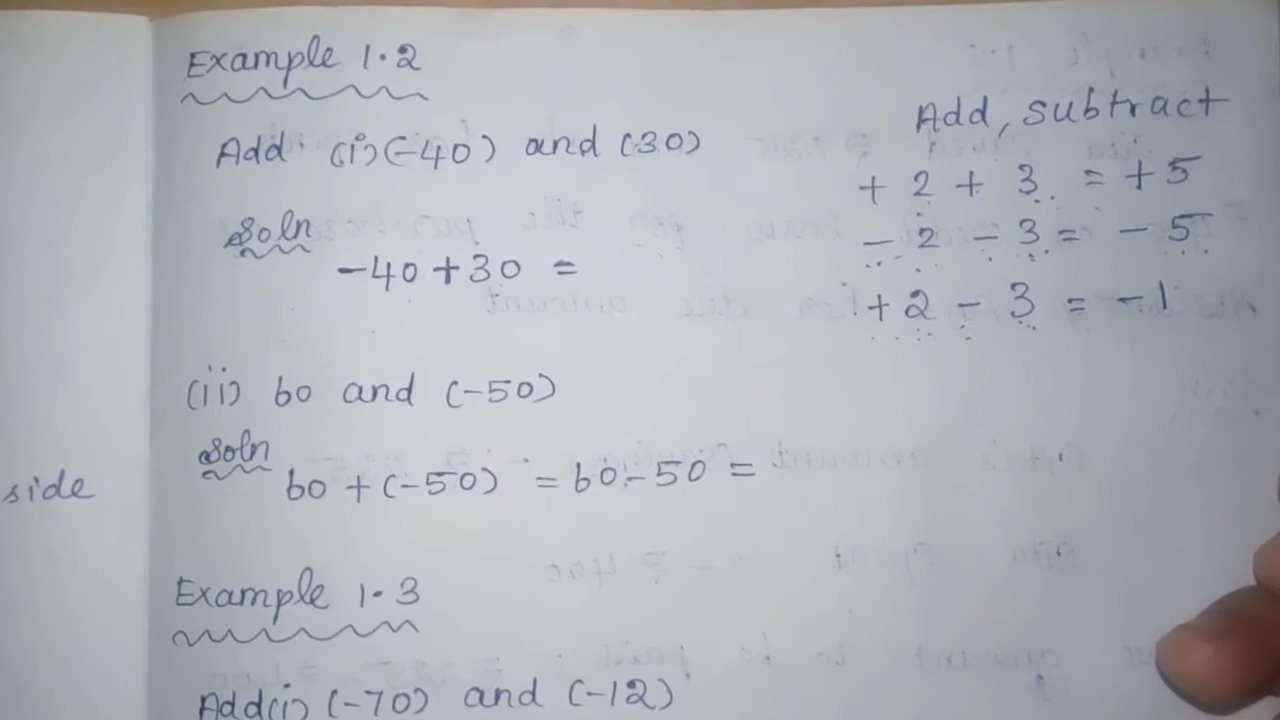 Example 1.2
Add (i) (-40) and (30)
Soln
-40 + 30 =
Add, subtract
+ 2 + 3 = + 5
- 2 - 3 = - 5
+ 2 - 3 = - 1
(ii) 60 and (-50)
Soln
60 + (-50) = 60 - 50 =
side
Example 1.3
Add (i) (-70) and (-12)